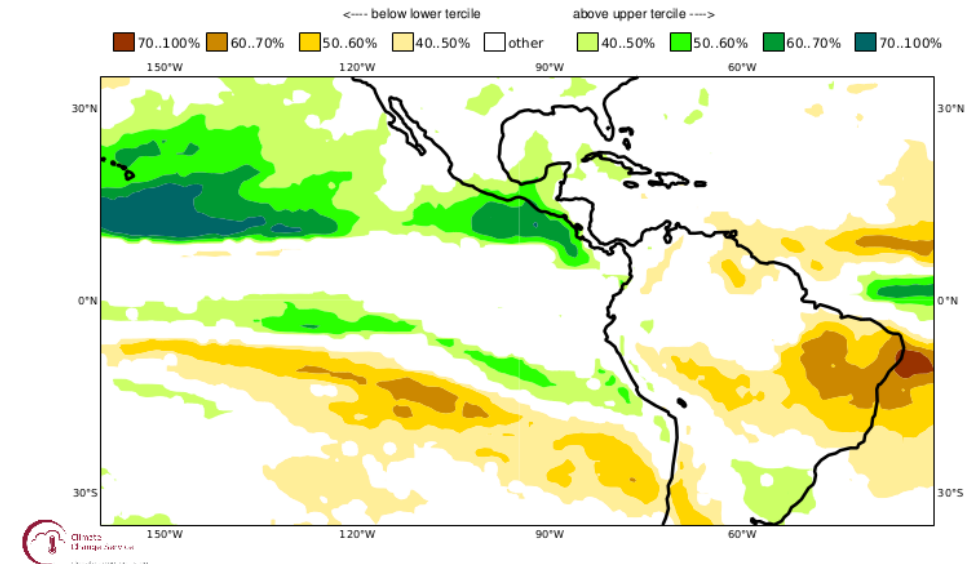 <---- below lower tercile above upper tercile ---->
70..100% 60..70% 50..60% 40..50% other 40..50% 50..60% 60..70% 70..100%
150°W 120°W 90°W 60°W
30°N 30°N
0°N 0°N
30°S 30°S
150°W 120°W 90°W 60°W
Climate
Change Service